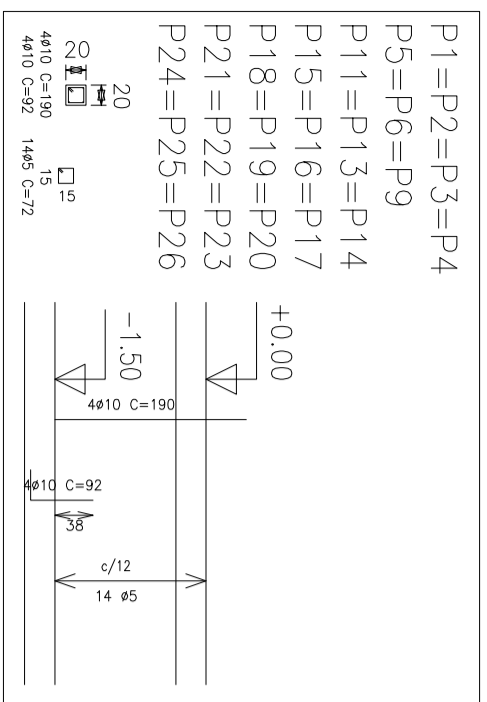 P1=P2=P3=P4
P5=P6=P9
P11=P13=P14
P15=P16=P17
P18=P19=P20
P21=P22=P23
P24=P25=P26
20
20
4ø10 C=190
4ø10 C=92
15
15
14ø5 C=72
+0.00
-1.50
4ø10 C=190
4ø10 C=92
38
c/12
14 ø5